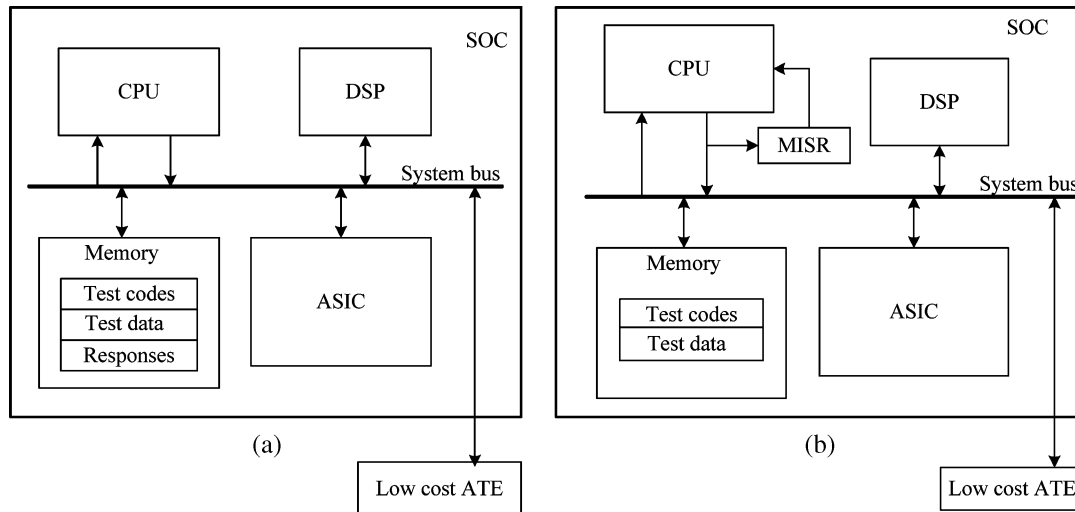 SOC
CPU
DSP
System bus
Memory
Test codes
Test data
Responses
ASIC
(a)
Low cost ATE
SOC
CPU
DSP
MISR
System bus
Memory
Test codes
Test data
ASIC
(b)
Low cost ATE